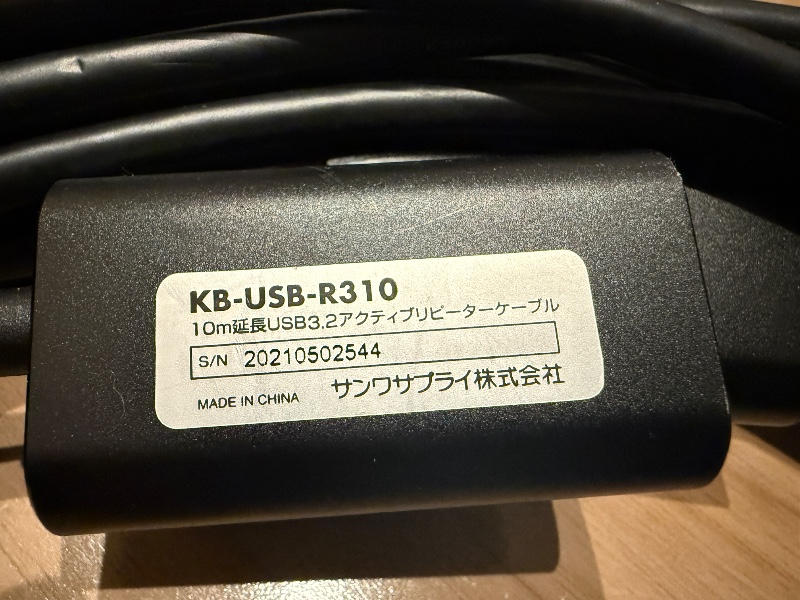 KB-USB-R310
10m延長USB3.2アクティブリピーターケーブル
S/N 20210502544
MADE IN CHINA サンワサプライ株式会社